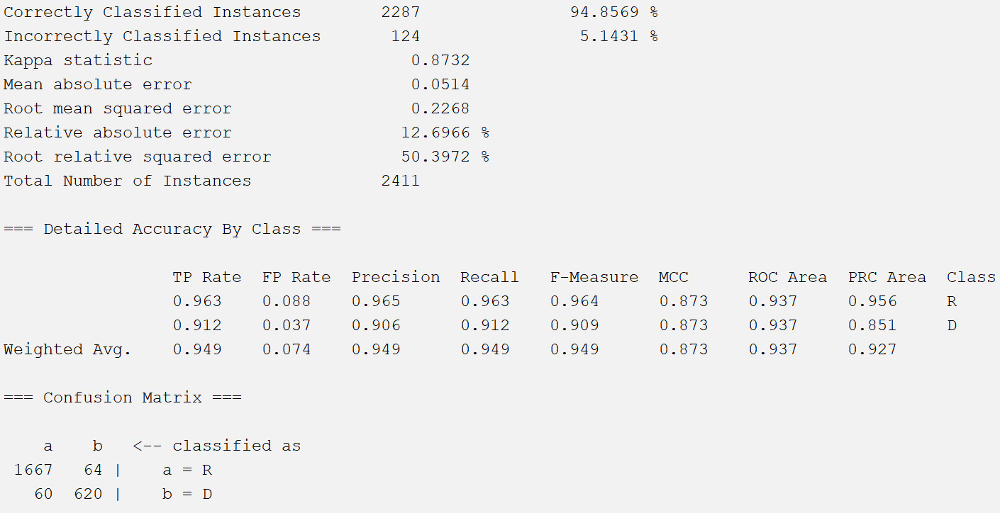 Correctly Classified Instances 2287 94.8569 %
Incorrectly Classified Instances 124 5.1431 %
Kappa statistic 0.8732
Mean absolute error 0.0514
Root mean squared error 0.2268
Relative absolute error 12.6966 %
Root relative squared error 50.3972 %
Total Number of Instances 2411
=== Detailed Accuracy By Class ===
TP Rate FP Rate Precision Recall F-Measure MCC ROC Area PRC Area Class
0.963 0.088 0.965 0.963 0.964 0.873 0.937 0.956 R
0.912 0.037 0.906 0.912 0.909 0.873 0.937 0.851 D
Weighted Avg. 0.949 0.074 0.949 0.949 0.949 0.873 0.937 0.927
=== Confusion Matrix ===
a b <-- classified as
1667 64 | a = R
60 620 | b = D